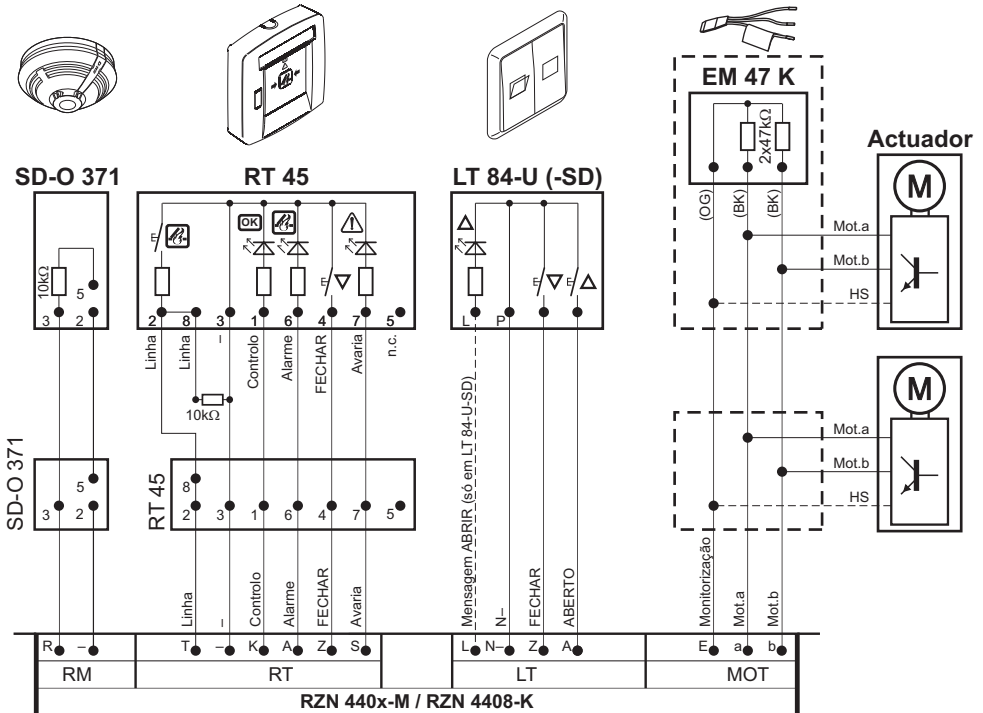 EM 47 K
2x47kΩ
Actuador
SD-O 371
RT 45
LT 84-U (-SD)
M
(OG)
(BK)
(BK)
Mot.a
Mot.b
HS
10kΩ
5
3
2
E
OK
E
2
8
3
1
6
4
7
5
Linha
Linha
–
Controlo
Alarme
FECHAR
Avaria
n.c.
10kΩ
E
E
L
P
M
Mot.a
Mot.b
HS
SD-O 371
5
3
2
RT 45
8
2
3
1
6
4
7
5
Linha
–
Controlo
Alarme
FECHAR
Avaria
Mensagem ABRIR (só em LT 84-U-SD)
N–
FECHAR
ABERTO
Monitorização
Mot.a
Mot.b
R
–
T
–
K
A
Z
S
L
N–
Z
A
E
a
b
RM
RT
LT
MOT
RZN 440x-M / RZN 4408-K